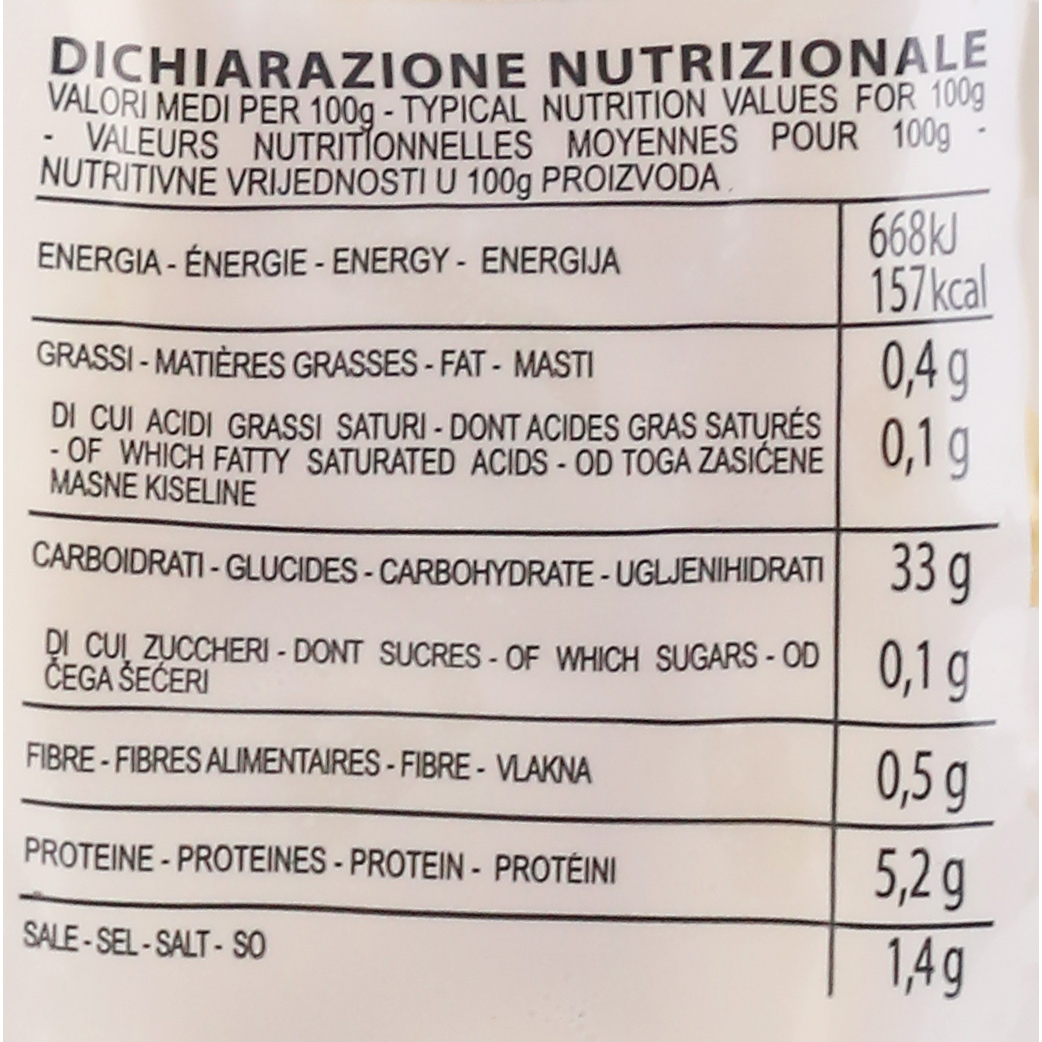 DICHIARAZIONE NUTRIZIONALE
VALORI MEDI PER 100g - TYPICAL NUTRITION VALUES FOR 100g
- VALEURS NUTRITIONNELLES MOYENNES POUR 100g -
NUTRITIVNE VRIJEDNOSTI U 100g PROIZVODA
ENERGIA - ÉNERGIE - ENERGY - ENERGIJA
668kJ
157kcal
GRASSI - MATIÈRES GRASSES - FAT - MASTI
0,4 g
DI CUI ACIDI GRASSI SATURI - DONT ACIDES GRAS SATURÉS
- OF WHICH FATTY SATURATED ACIDS - OD TOGA ZASIĆENE
MASNE KISELINE
0,1 g
CARBOIDRATI - GLUCIDES - CARBOHYDRATE - UGLJENIHIDRATI
33 g
DI CUI ZUCCHERI - DONT SUCRES - OF WHICH SUGARS - OD
ČEGA ŠEĆERI
0,1 g
FIBRE - FIBRES ALIMENTAIRES - FIBRE - VLAKNA
0,5 g
PROTEINE - PROTEINES - PROTEIN - PROTÉINI
5,2 g
SALE - SEL - SALT - SO
1,4 g